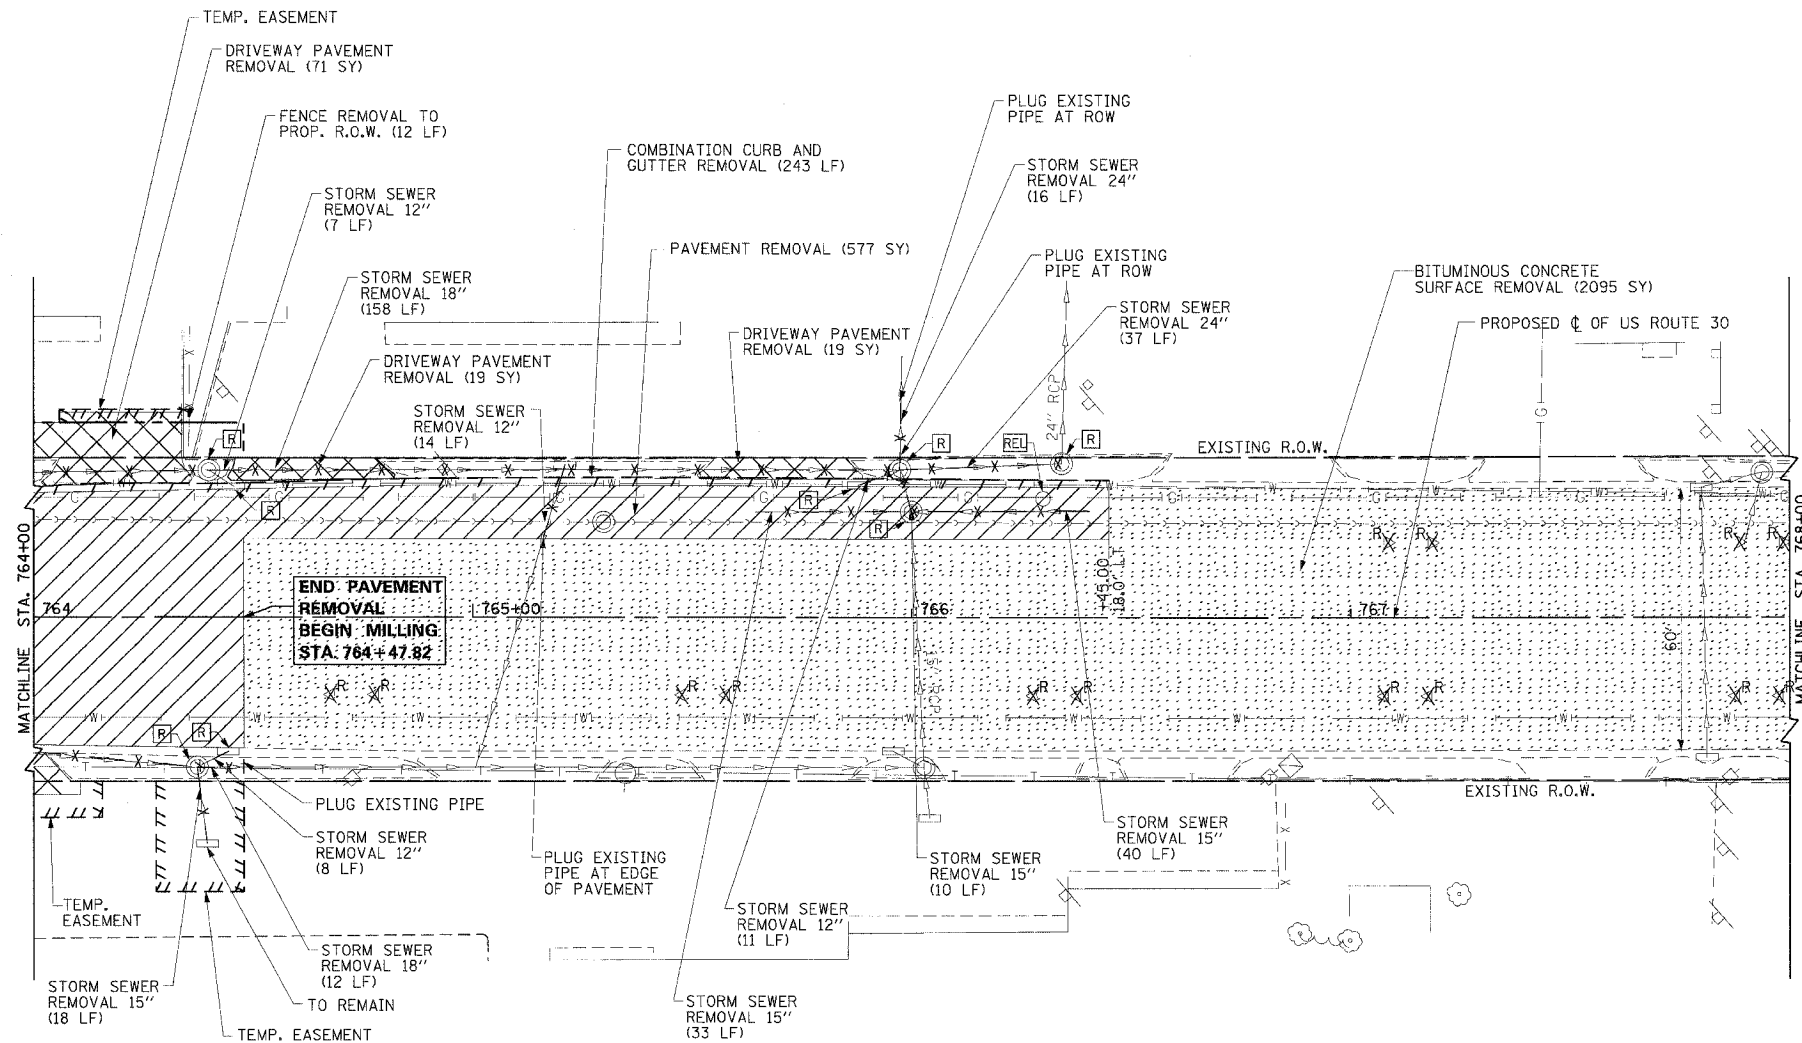 TEMP. EASEMENT
DRIVEWAY PAVEMENT
REMOVAL (71 SY)
FENCE REMOVAL TO
PROP. R.O.W. (12 LF)
STORM SEWER
REMOVAL 12"
(7 LF)
STORM SEWER
REMOVAL 18"
(158 LF)
DRIVEWAY PAVEMENT
REMOVAL (19 SY)
STORM SEWER
REMOVAL 12"
(14 LF)
COMBINATION CURB AND
GUTTER REMOVAL (243 LF)
PAVEMENT REMOVAL (577 SY)
DRIVEWAY PAVEMENT
REMOVAL (19 SY)
PLUG EXISTING
PIPE AT ROW
STORM SEWER
REMOVAL 24"
(16 LF)
PLUG EXISTING
PIPE AT ROW
STORM SEWER
REMOVAL 24"
(37 LF)
BITUMINOUS CONCRETE
SURFACE REMOVAL (2095 SY)
PROPOSED ℄ OF US ROUTE 30
24" RCP
R
R
REL
R
EXISTING R.O.W.
R
R
R
R R R R
MATCHLINE STA. 764+00
MATCHLINE STA. 768+00
+45.00
18.0' LT
764
765+00
766
767
END PAVEMENT
REMOVAL
BEGIN MILLING
STA. 764+47.82
60'
15" RCP
R R R R R R R R R R
R
R
EXISTING R.O.W.
PLUG EXISTING PIPE
STORM SEWER
REMOVAL 12"
(8 LF)
PLUG EXISTING
PIPE AT EDGE
OF PAVEMENT
STORM SEWER
REMOVAL 15"
(10 LF)
STORM SEWER
REMOVAL 15"
(40 LF)
TEMP.
EASEMENT
STORM SEWER
REMOVAL 12"
(11 LF)
STORM SEWER
REMOVAL 18"
(12 LF)
STORM SEWER
REMOVAL 15"
(18 LF)
TO REMAIN
STORM SEWER
REMOVAL 15"
(33 LF)
TEMP. EASEMENT